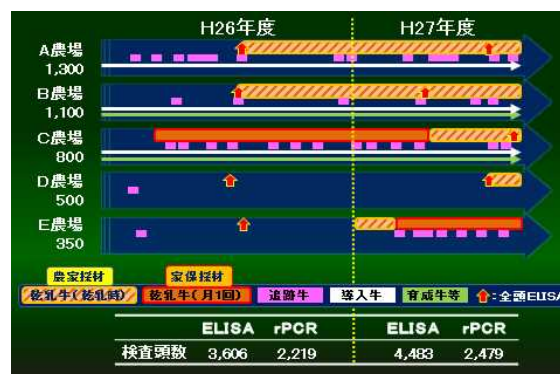 H26年度 H27年度
A農場
1,300
B農場
1,100
C農場
800
D農場
500
E農場
350
農家採材 家保採材
乾乳牛(乾乳時) 乾乳牛(月1回) 追跡牛 導入牛 育成牛等 :全頭ELISA
ELISA rPCR ELISA rPCR
検査頭数 3,606 2,219 4,483 2,479